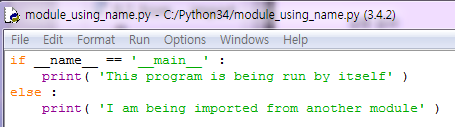 module_using_name.py - C:/Python34/module_using_name.py (3.4.2)
File Edit Format Run Options Windows Help
if __name__ == '__main__' :
    print( 'This program is being run by itself' )
else :
    print( 'I am being imported from another module' )